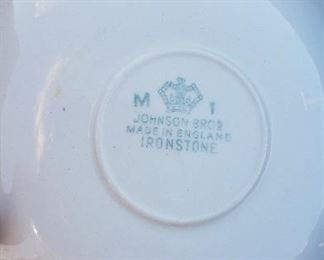 M 1
JOHNSON BROS
MADE IN ENGLAND
IRONSTONE